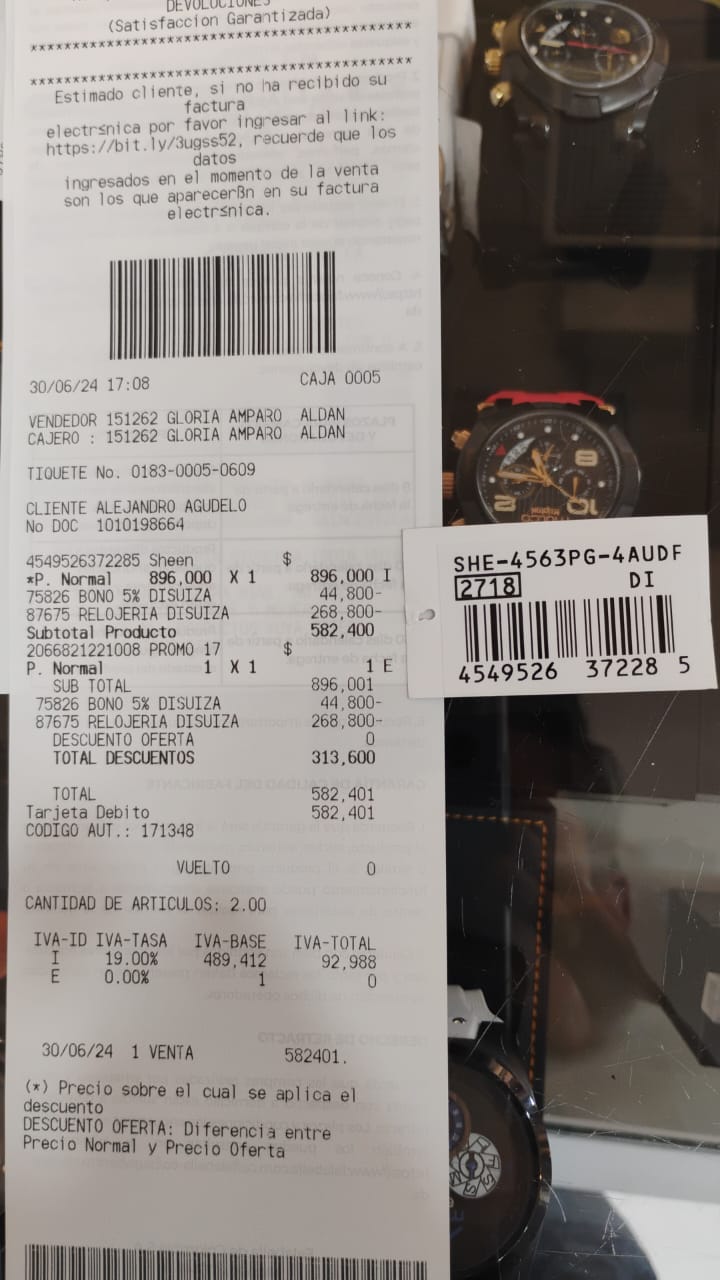 DEVOLUCIONES
(Satisfaccion Garantizada)
****************************************
****************************************
Estimado cliente, si no ha recibido su
factura
electr≤nica por favor ingresar al link:
https://bit.ly/3ugss52, recuerde que los
datos
ingresados en el momento de la venta
son los que aparecerßn en su factura
electr≤nica.
30/06/24 17:08 CAJA 0005
VENDEDOR 151262 GLORIA AMPARO ALDAN
CAJERO : 151262 GLORIA AMPARO ALDAN
TIQUETE No. 0183-0005-0609
CLIENTE ALEJANDRO AGUDELO
No DOC 1010198664
4549526372285 Sheen $
*P. Normal 896,000 X 1 896,000 I
75826 BONO 5% DISUIZA 44,800-
87675 RELOJERIA DISUIZA 268,800-
Subtotal Producto 582,400
2066821221008 PROMO 17 $
P. Normal 1 X 1 1 E
SUB TOTAL 896,001
75826 BONO 5% DISUIZA 44,800-
87675 RELOJERIA DISUIZA 268,800-
DESCUENTO OFERTA 0
TOTAL DESCUENTOS 313,600
TOTAL 582,401
Tarjeta Debito 582,401
CODIGO AUT.: 171348
VUELTO 0
CANTIDAD DE ARTICULOS: 2.00
IVA-ID IVA-TASA IVA-BASE IVA-TOTAL
I 19.00% 489,412 92,988
E 0.00% 1 0
30/06/24 1 VENTA 582401.
(*) Precio sobre el cual se aplica el
descuento
DESCUENTO OFERTA: Diferencia entre
Precio Normal y Precio Oferta
SHE-4563PG-4AUDF
2718 DI
4549526 37228 5
8
10
2